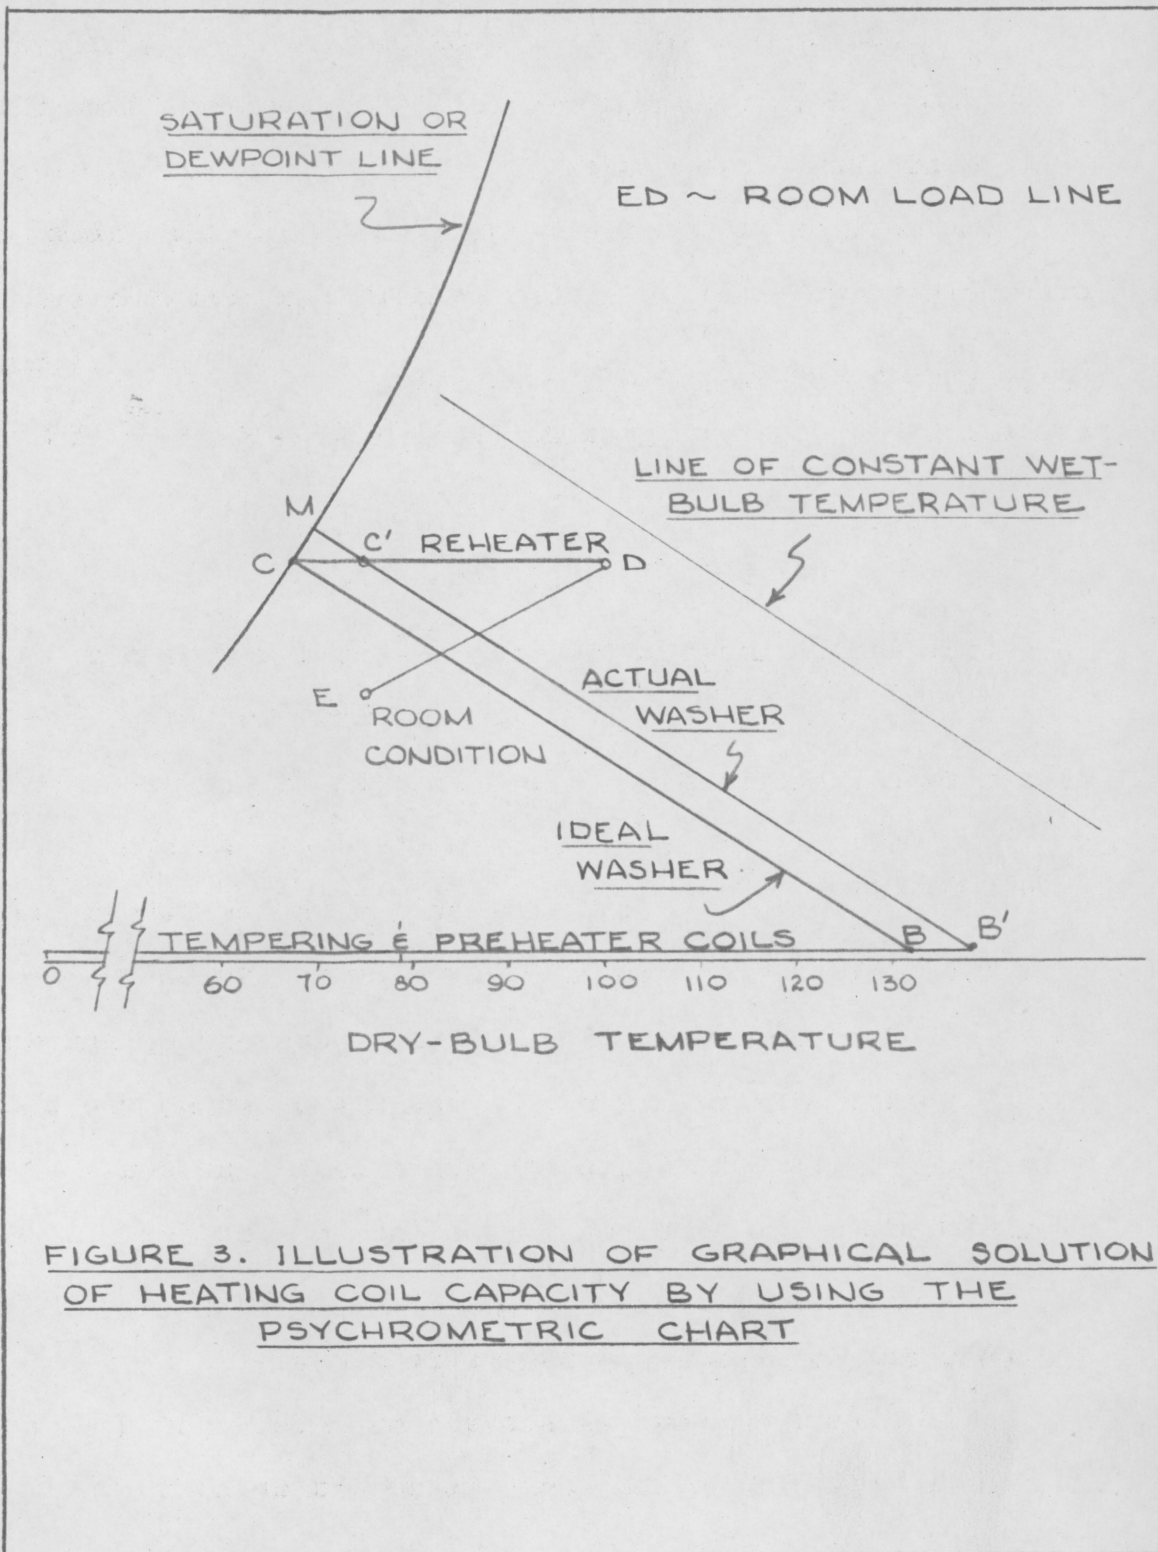 SATURATION OR
DEWPOINT LINE
ED ~ ROOM LOAD LINE
LINE OF CONSTANT WET-
BULB TEMPERATURE
M
C
C'
REHEATER
D
E
ROOM
CONDITION
ACTUAL
WASHER
IDEAL
WASHER
TEMPERING & PREHEATER COILS
B
B'
0 60 70 80 90 100 110 120 130
DRY-BULB TEMPERATURE
FIGURE 3. ILLUSTRATION OF GRAPHICAL SOLUTION
OF HEATING COIL CAPACITY BY USING THE
PSYCHROMETRIC CHART